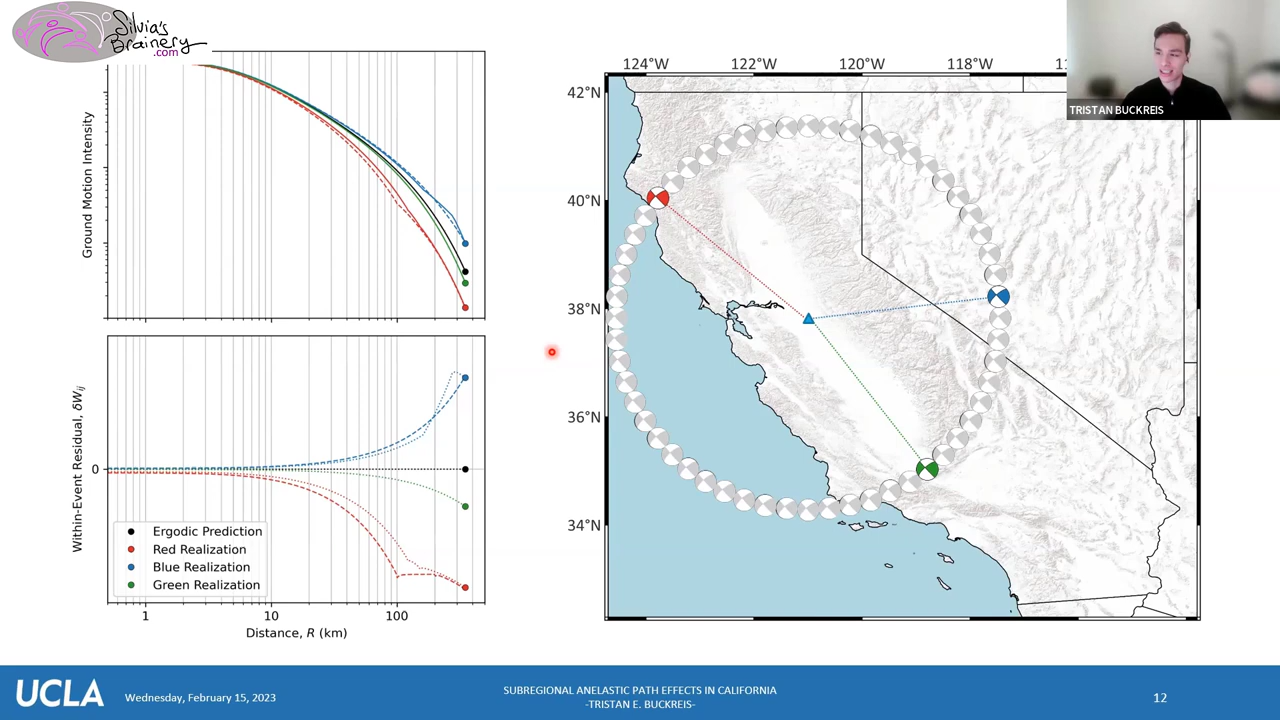 Silvia's
Brainery
.com
TRISTAN BUCKREIS
124°W
122°W
120°W
118°W
42°N
40°N
38°N
36°N
34°N
Ground Motion Intensity
Within-Event Residual, δWij
0
Ergodic Prediction
Red Realization
Blue Realization
Green Realization
1
10
100
Distance, R (km)
UCLA
Wednesday, February 15, 2023
SUBREGIONAL ANELASTIC PATH EFFECTS IN CALIFORNIA
-TRISTAN E. BUCKREIS-
12